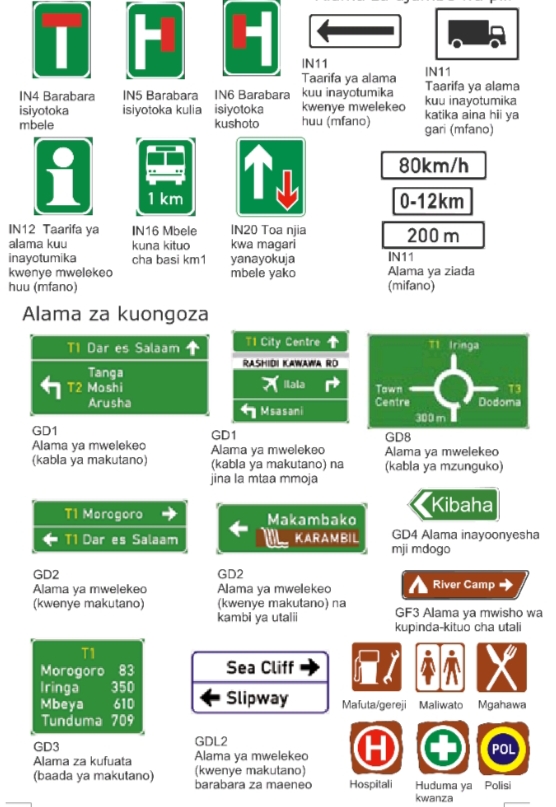 IN4 Barabara
isiyotoka
mbele
IN5 Barabara
isiyotoka kulia
IN6 Barabara
isiyotoka
kushoto
IN11
Taarifa ya alama
kuu inayotumika
kwenye mwelekeo
huu (mfano)
IN11
Taarifa ya alama
kuu inayotumika
katika aina hii ya
gari (mfano)
i
IN12 Taarifa ya
alama kuu
inayotumika
kwenye mwelekeo
huu (mfano)
1 km
IN16 Mbele
kuna kituo
cha basi km1
IN20 Toa njia
kwa magari
yanayokuja
mbele yako
80km/h
0-12km
200 m
IN11
Alama ya ziada
(mifano)
Alama za kuongoza
T1 Dar es Salaam
Tanga
T2 Moshi
Arusha
GD1
Alama ya mwelekeo
(kabla ya makutano)
T1 City Centre
RASHIDI KAWAWA RD
Ilala
Msasani
GD1
Alama ya mwelekeo
(kabla ya makutano) na
jina la mtaa mmoja
T1 Iringa
Town
Centre
T3
Dodoma
300 m
GD8
Alama ya mwelekeo
(kabla ya mzunguko)
T1 Morogoro
T1 Dar es Salaam
GD2
Alama ya mwelekeo
(kwenye makutano)
Makambako
KARAMBIL
GD2
Alama ya mwelekeo
(kwenye makutano) na
kambi ya utalii
Kibaha
GD4 Alama inayoonyesha
mji mdogo
River Camp
GF3 Alama ya mwisho wa
kupinda-kituo cha utali
T1
Morogoro 83
Iringa 350
Mbeya 610
Tunduma 709
GD3
Alama za kufuata
(baada ya makutano)
Sea Cliff
Slipway
GDL2
Alama ya mwelekeo
(kwenye makutano)
barabara za maeneo
Mafuta/gereji
Maliwato
Mgahawa
H
Hospitali
Huduma ya
kwanza
POL
Polisi